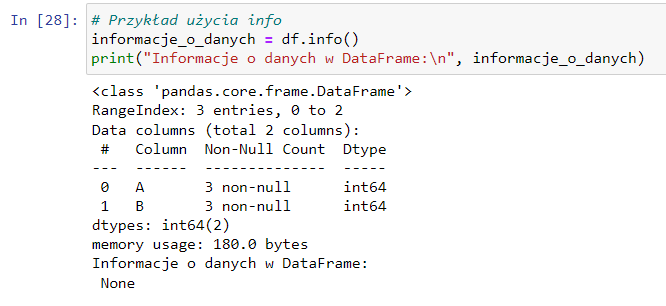 In [28]: # Przykład użycia info
informacje_o_danych = df.info()
print("Informacje o danych w DataFrame:\n", informacje_o_danych)
<class 'pandas.core.frame.DataFrame'>
RangeIndex: 3 entries, 0 to 2
Data columns (total 2 columns):
 #   Column  Non-Null Count  Dtype
---  ------  --------------  -----
 0   A       3 non-null      int64
 1   B       3 non-null      int64
dtypes: int64(2)
memory usage: 180.0 bytes
Informacje o danych w DataFrame:
 None